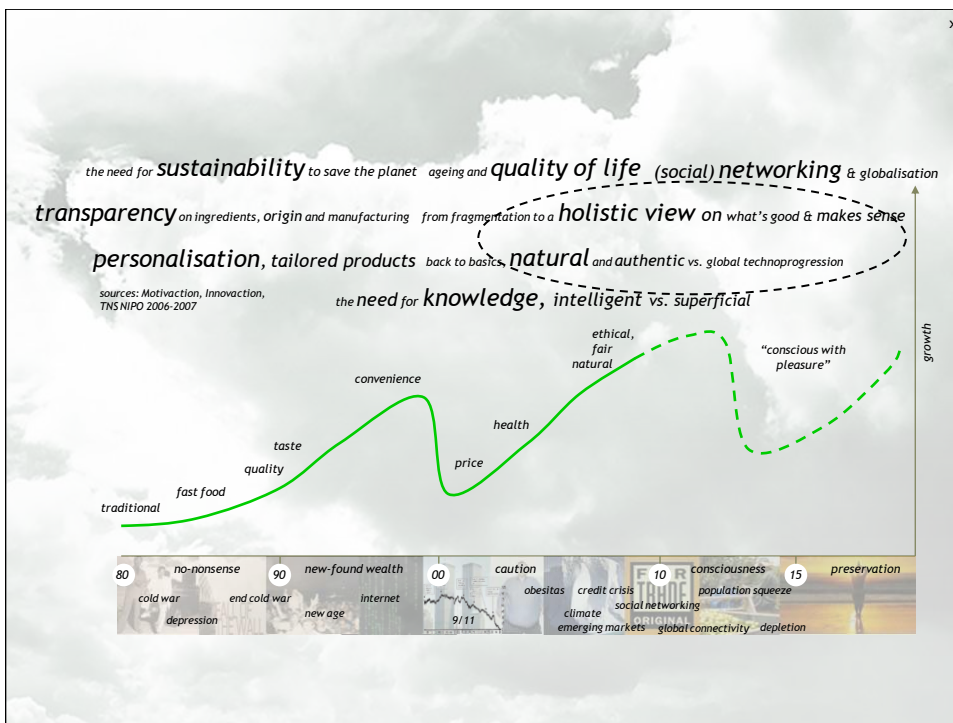 x
the need for sustainability to save the planet ageing and quality of life (social) networking & globalisation
transparency on ingredients, origin and manufacturing from fragmentation to a holistic view on what's good & makes sense
personalisation, tailored products back to basics, natural and authentic vs. global technoprogression
sources: Motivaction, Innovaction,
TNS NIPO 2006-2007
the need for knowledge, intelligent vs. superficial
ethical,
fair
natural
"conscious with
pleasure"
growth
convenience
health
taste
quality
price
fast food
traditional
80 no-nonsense 90 new-found wealth 00 caution 10 consciousness 15 preservation
cold war end cold war internet obesitas credit crisis population squeeze
depression new age 9/11 climate social networking
emerging markets global connectivity depletion
FAIR
TRADE
ORIGINAL